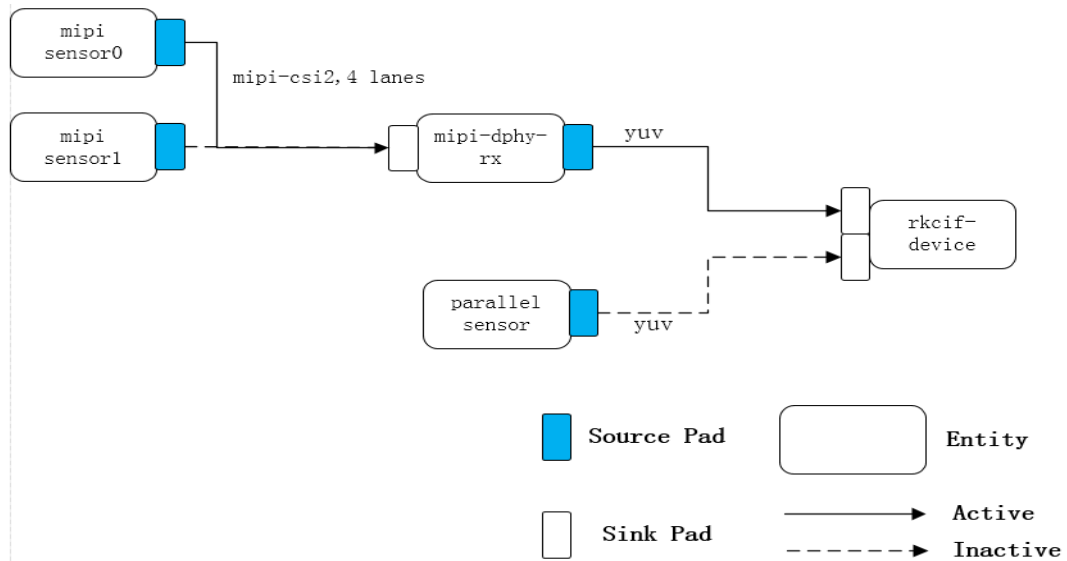 mipi
sensor0
mipi-csi2,4 lanes
mipi
sensor1
mipi-dphy-
rx
yuv
rkcif-
device
parallel
sensor
yuv
Source Pad
Entity
Sink Pad
Active
Inactive